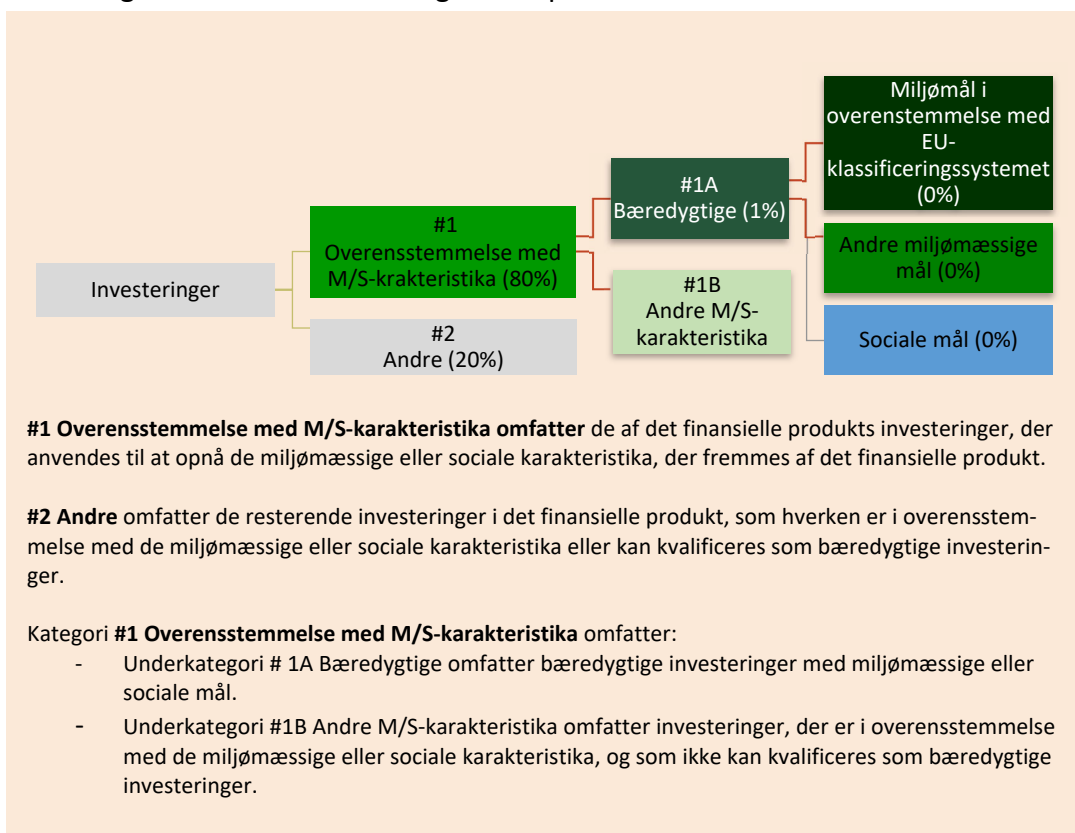 Miljømål i
overenstemmelse med
EU-
klassificeringssystemet
(0%)
#1A
Bæredygtige (1%)
#1
Overensstemmelse med
M/S-krakteristika (80%)
Andre miljømæssige
mål (0%)
Investeringer
#1B
Andre M/S-
karakteristika
#2
Andre (20%)
Sociale mål (0%)
#1 Overensstemmelse med M/S-karakteristika omfatter de af det finansielle produkts investeringer, der
anvendes til at opnå de miljømæssige eller sociale karakteristika, der fremmes af det finansielle produkt.
#2 Andre omfatter de resterende investeringer i det finansielle produkt, som hverken er i overensstem-
melse med de miljømæssige eller sociale karakteristika eller kan kvalificeres som bæredygtige investerin-
ger.
Kategori #1 Overensstemmelse med M/S-karakteristika omfatter:
- Underkategori # 1A Bæredygtige omfatter bæredygtige investeringer med miljømæssige eller
sociale mål.
- Underkategori #1B Andre M/S-karakteristika omfatter investeringer, der er i overensstemmelse
med de miljømæssige eller sociale karakteristika, og som ikke kan kvalificeres som bæredygtige
investeringer.